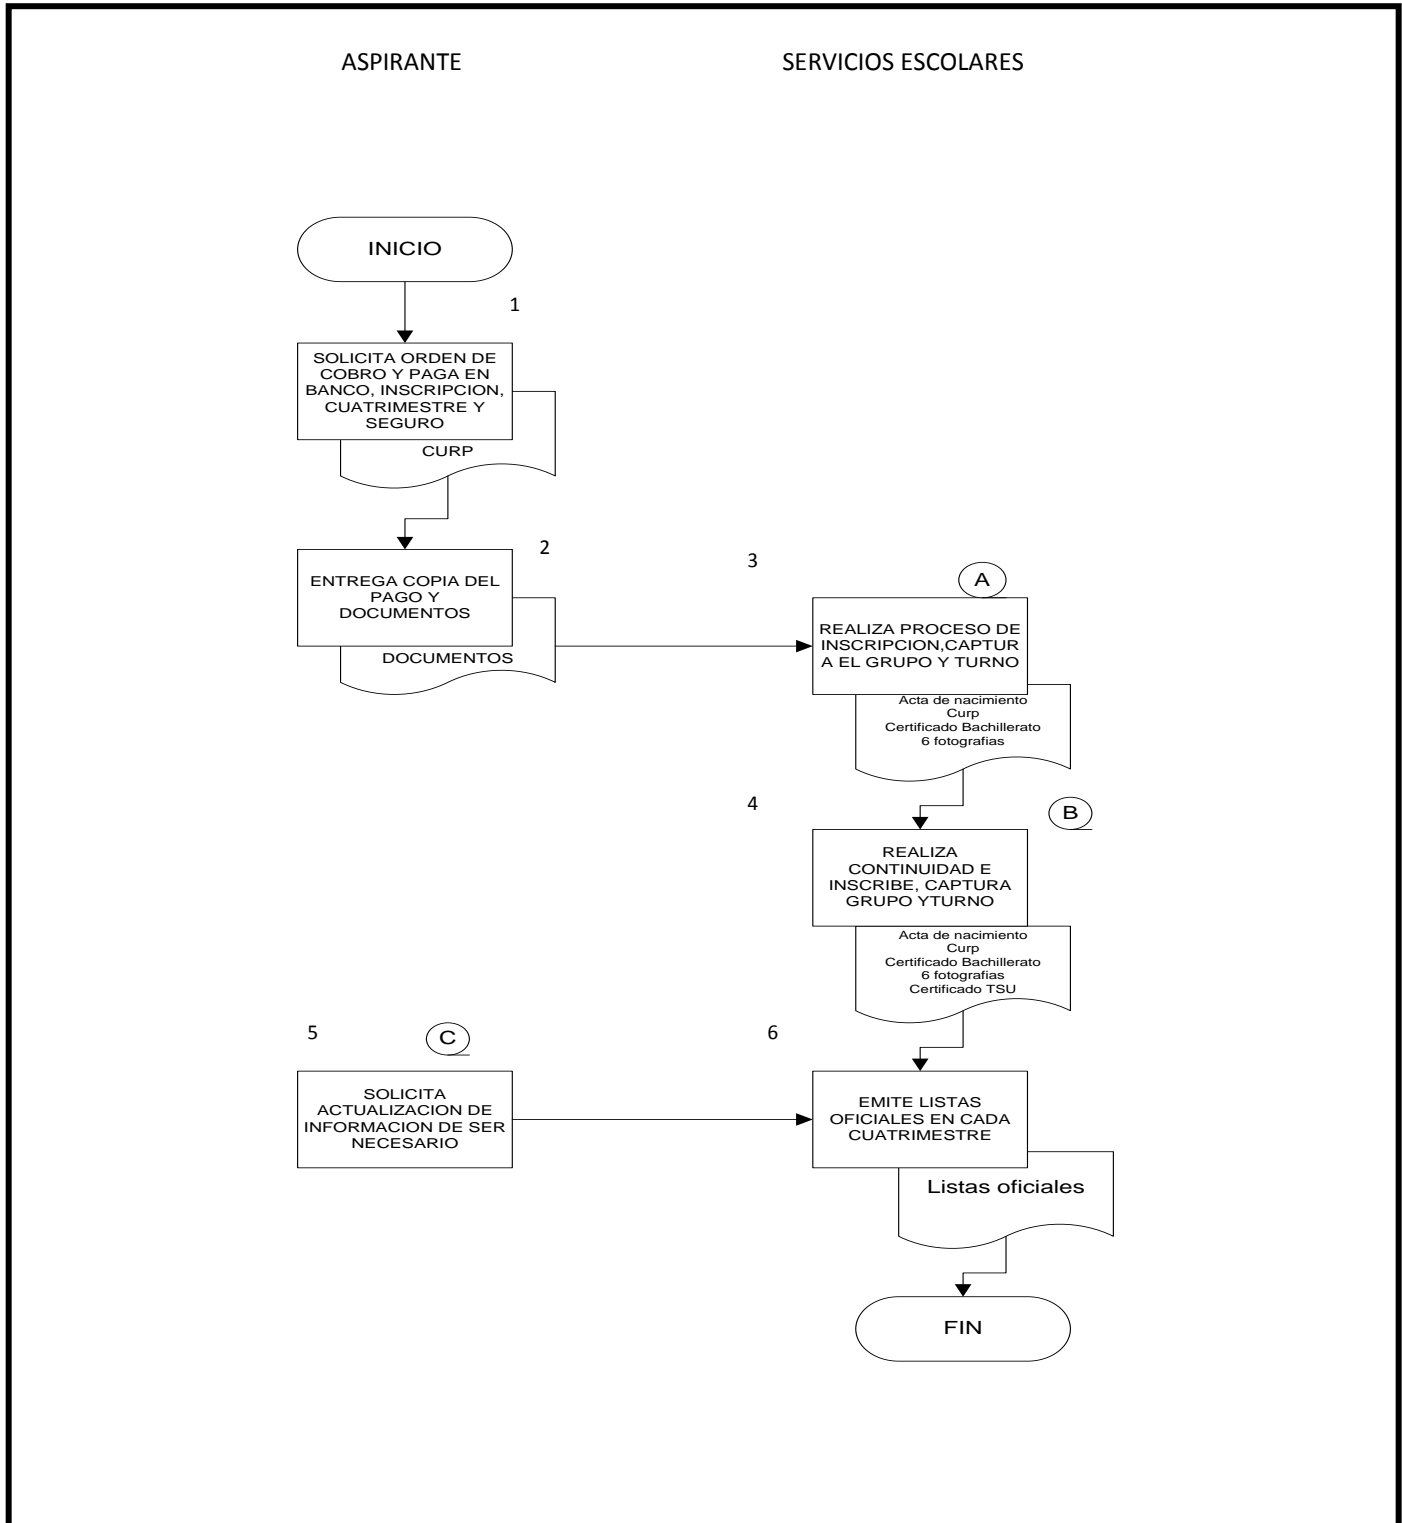 ASPIRANTE
SERVICIOS ESCOLARES
INICIO
1
SOLICITA ORDEN DE
COBRO Y PAGA EN
BANCO, INSCRIPCION,
CUATRIMESTRE Y
SEGURO
CURP
2
ENTREGA COPIA DEL
PAGO Y
DOCUMENTOS
DOCUMENTOS
3
A
REALIZA PROCESO DE
INSCRIPCION,CAPTUR
A EL GRUPO Y TURNO
Acta de nacimiento
Curp
Certificado Bachillerato
6 fotografias
4
B
REALIZA
CONTINUIDAD E
INSCRIBE, CAPTURA
GRUPO YTURNO
Acta de nacimiento
Curp
Certificado Bachillerato
6 fotografias
Certificado TSU
5
C
SOLICITA
ACTUALIZACION DE
INFORMACION DE SER
NECESARIO
6
EMITE LISTAS
OFICIALES EN CADA
CUATRIMESTRE
Listas oficiales
FIN